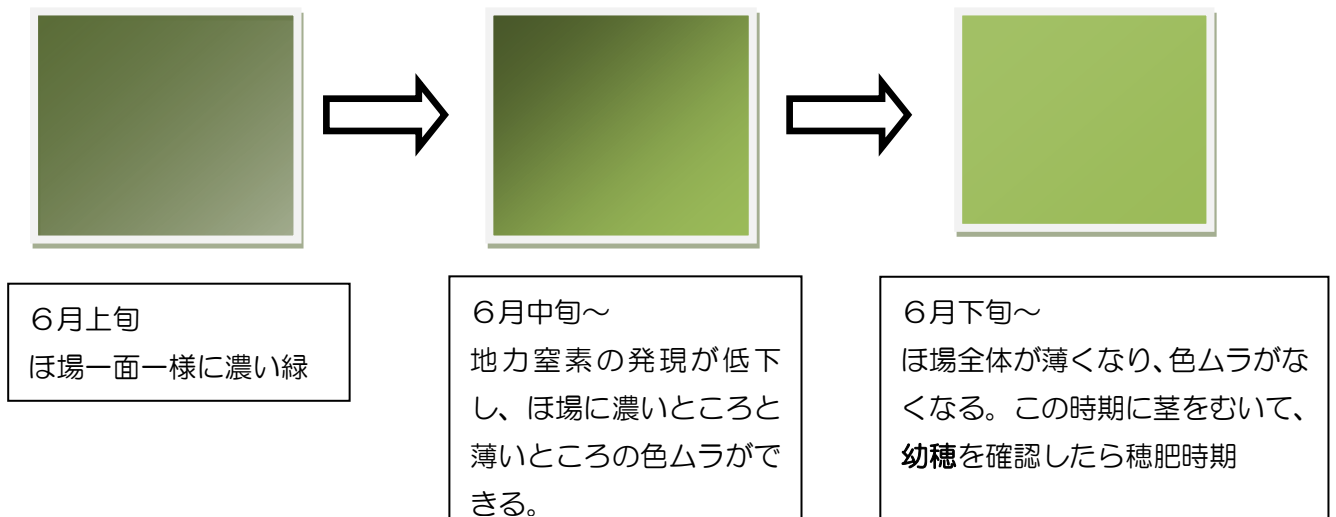 ６月上旬
ほ場一面一様に濃い緑
６月中旬～
地力窒素の発現が低下
し、ほ場に濃いところと
薄いところの色ムラがで
きる。
６月下旬～
ほ場全体が薄くなり、色ムラがな
くなる。この時期に茎をむいて、
幼穂を確認したら穂肥時期